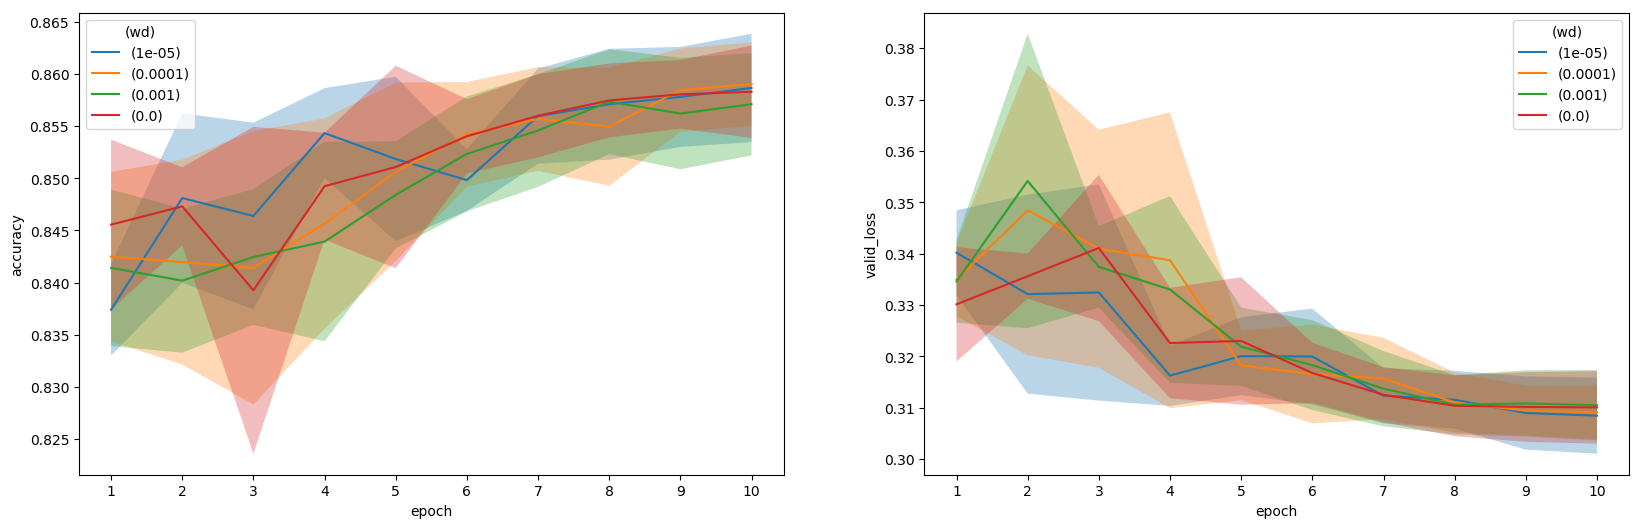 0.865
0.860
0.855
0.850
0.845
0.840
0.835
0.830
0.825
accuracy
(wd)
(1e-05)
(0.0001)
(0.001)
(0.0)
1 2 3 4 5 6 7 8 9 10
epoch
0.38
0.37
0.36
0.35
0.34
0.33
0.32
0.31
0.30
valid_loss
(wd)
(1e-05)
(0.0001)
(0.001)
(0.0)
1 2 3 4 5 6 7 8 9 10
epoch